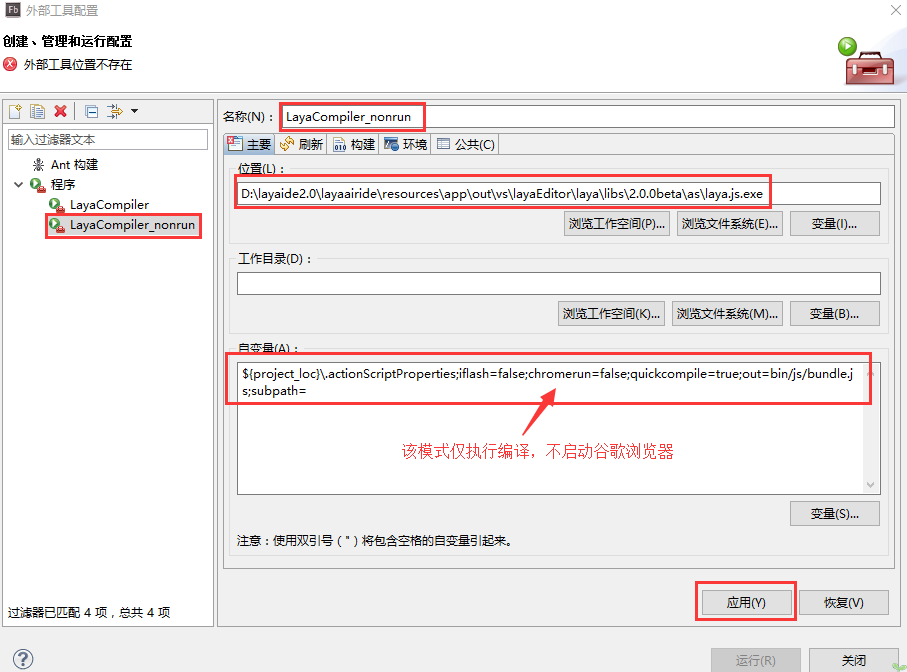 Fb 外部工具配置
创建、管理和运行配置
外部工具位置不存在
输入过滤器文本
Ant 构建
程序
LayaCompiler
LayaCompiler_nonrun
过滤器已匹配 4 项，总共 4 项
名称(N)：
LayaCompiler_nonrun
主要 刷新 构建 环境 公共(C)
位置(L)：
D:\layaide2.0\layaairide\resources\app\out\vs\layaEditor\laya\libs\2.0.0beta\as\laya.js.exe
浏览工作空间(P)... 浏览文件系统(E)... 变量(I)...
工作目录(D)：
浏览工作空间(K)... 浏览文件系统(M)... 变量(B)...
自变量(A)：
${project_loc}\.actionScriptProperties;iflash=false;chromerun=false;quickcompile=true;out=bin/js/bundle.j
s;subpath=
该模式仅执行编译，不启动谷歌浏览器
变量(S)...
注意：使用双引号 (") 将包含空格的自变量引起来。
应用(Y) 恢复(V)
运行(R) 关闭